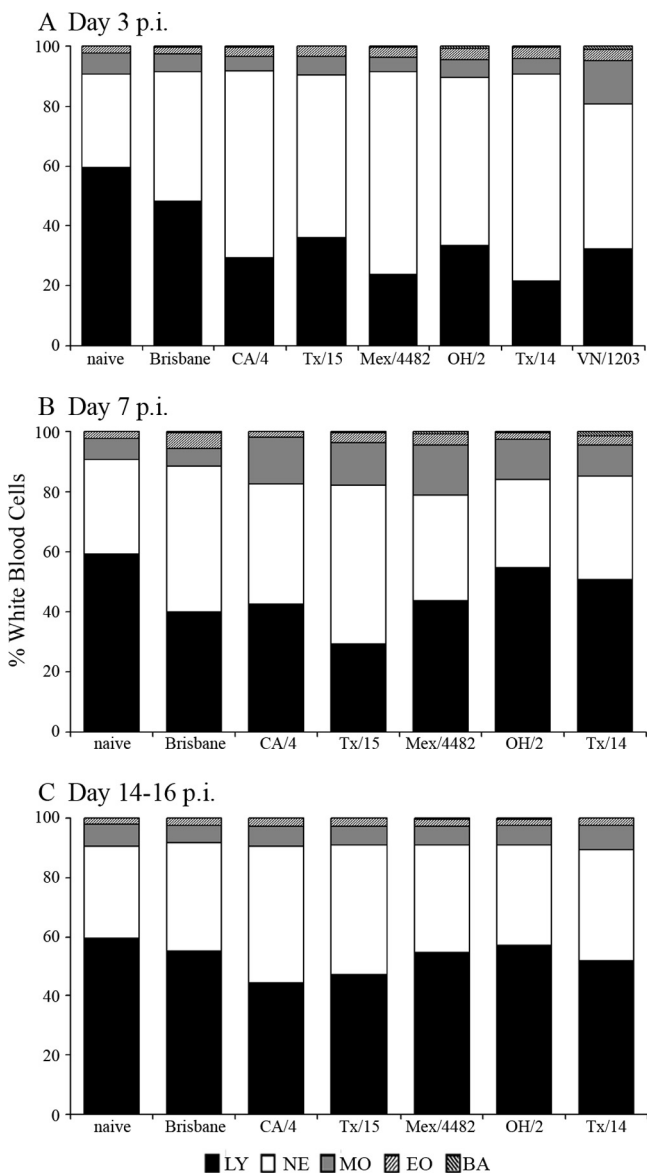 A Day 3 p.i.
100
80
60
40
20
0
naive Brisbane CA/4 Tx/15 Mex/4482 OH/2 Tx/14 VN/1203
% White Blood Cells
B Day 7 p.i.
100
80
60
40
20
0
naive Brisbane CA/4 Tx/15 Mex/4482 OH/2 Tx/14
C Day 14-16 p.i.
100
80
60
40
20
0
naive Brisbane CA/4 Tx/15 Mex/4482 OH/2 Tx/14
LY NE MO EO BA